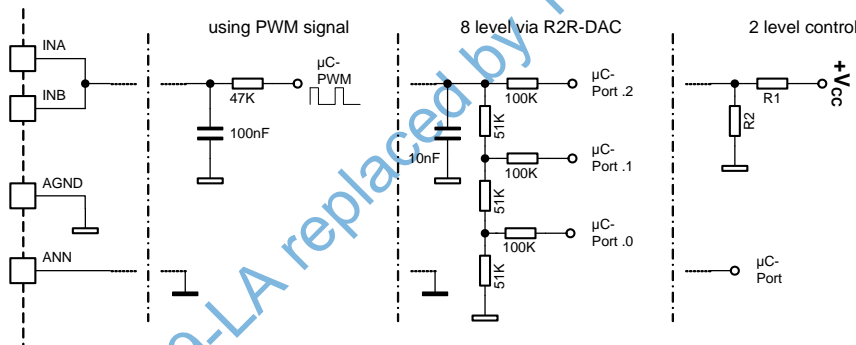 using PWM signal
8 level via R2R-DAC
2 level control
INA
INB
AGND
ANN
47K
100nF
µC-
PWM
10nF
100K
51K
100K
51K
100K
51K
µC-
Port .2
µC-
Port .1
µC-
Port .0
R1
R2
+VCC
µC-
Port
-LA replaced by